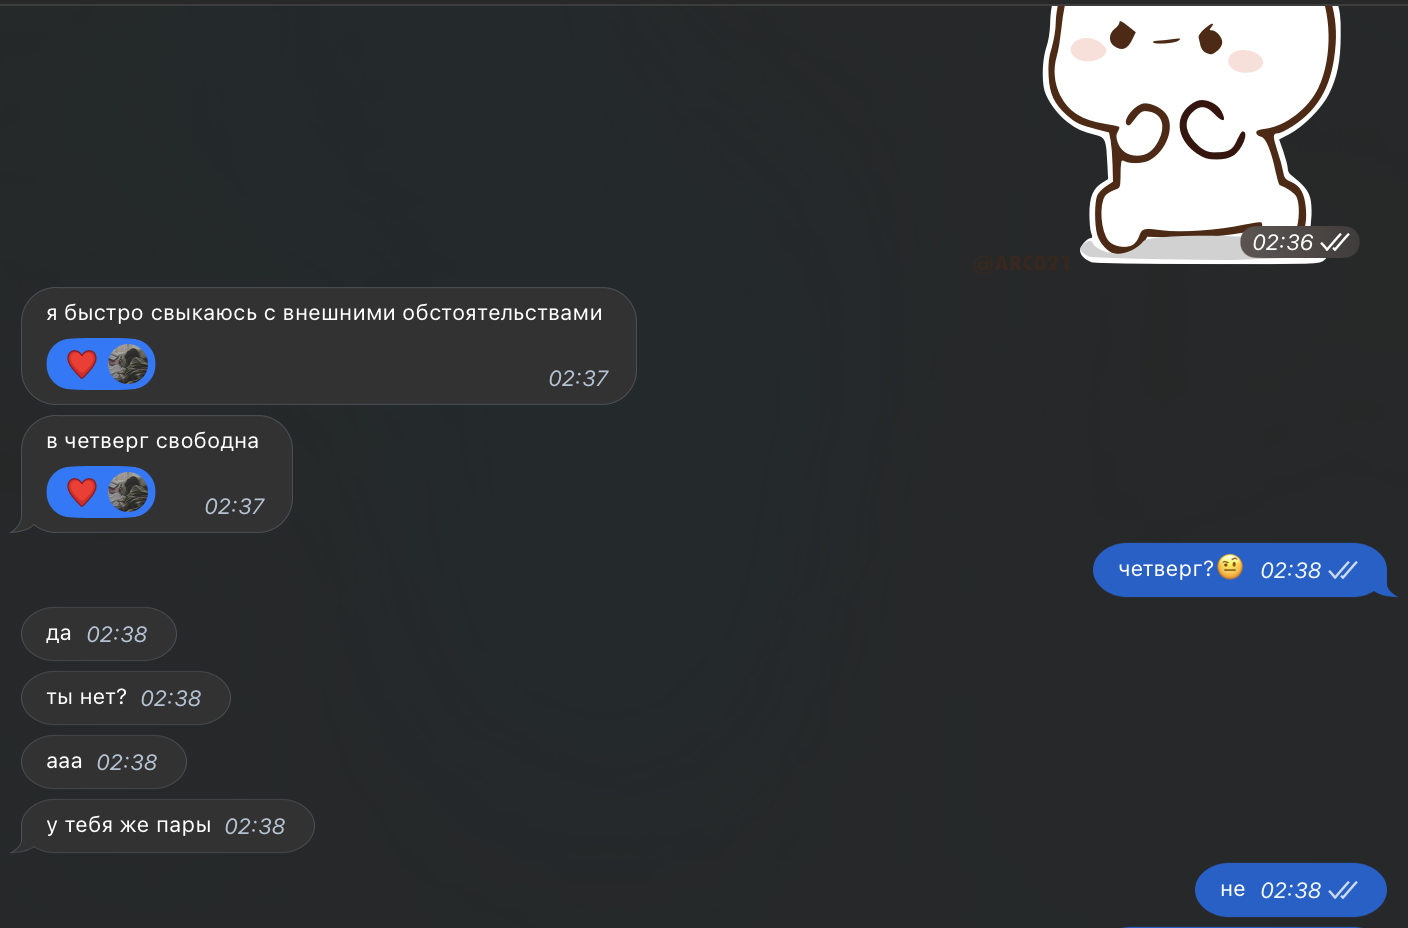 02:36
@ARC021
я быстро свыкаюсь с внешними обстоятельствами
02:37
в четверг свободна
02:37
четверг?🤨 02:38
да 02:38
ты нет? 02:38
ааа 02:38
у тебя же пары 02:38
не 02:38